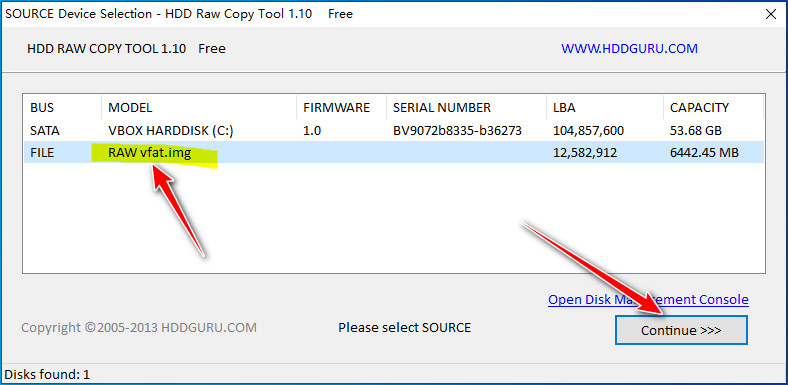 SOURCE Device Selection - HDD Raw Copy Tool 1.10 Free
HDD RAW COPY TOOL 1.10 Free WWW.HDDGURU.COM
BUS MODEL FIRMWARE SERIAL NUMBER LBA CAPACITY
SATA VBOX HARDDISK (C:) 1.0 BV9072b8335-b36273 104,857,600 53.68 GB
FILE RAW vfat.img 12,582,912 6442.45 MB
Open Disk Management Console
Copyright ©2005-2013 HDDGURU.COM Please select SOURCE Continue >>>
Disks found: 1